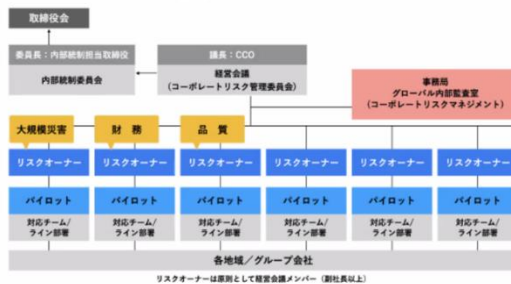 取締役会
委員長：内部統制担当取締役
内部統制委員会
議長：CCO
経営会議
（コーポレートリスク管理委員会）
事務局
グローバル内部監査室
（コーポレートリスクマネジメント）
大規模災害
財務
品質
リスクオーナー
リスクオーナー
リスクオーナー
リスクオーナー
リスクオーナー
リスクオーナー
パイロット
パイロット
パイロット
パイロット
パイロット
パイロット
対応チーム/
ライン部署
対応チーム/
ライン部署
対応チーム/
ライン部署
対応チーム/
ライン部署
対応チーム/
ライン部署
対応チーム/
ライン部署
各地域／グループ会社
リスクオーナーは原則として経営会議メンバー（副社長以上）